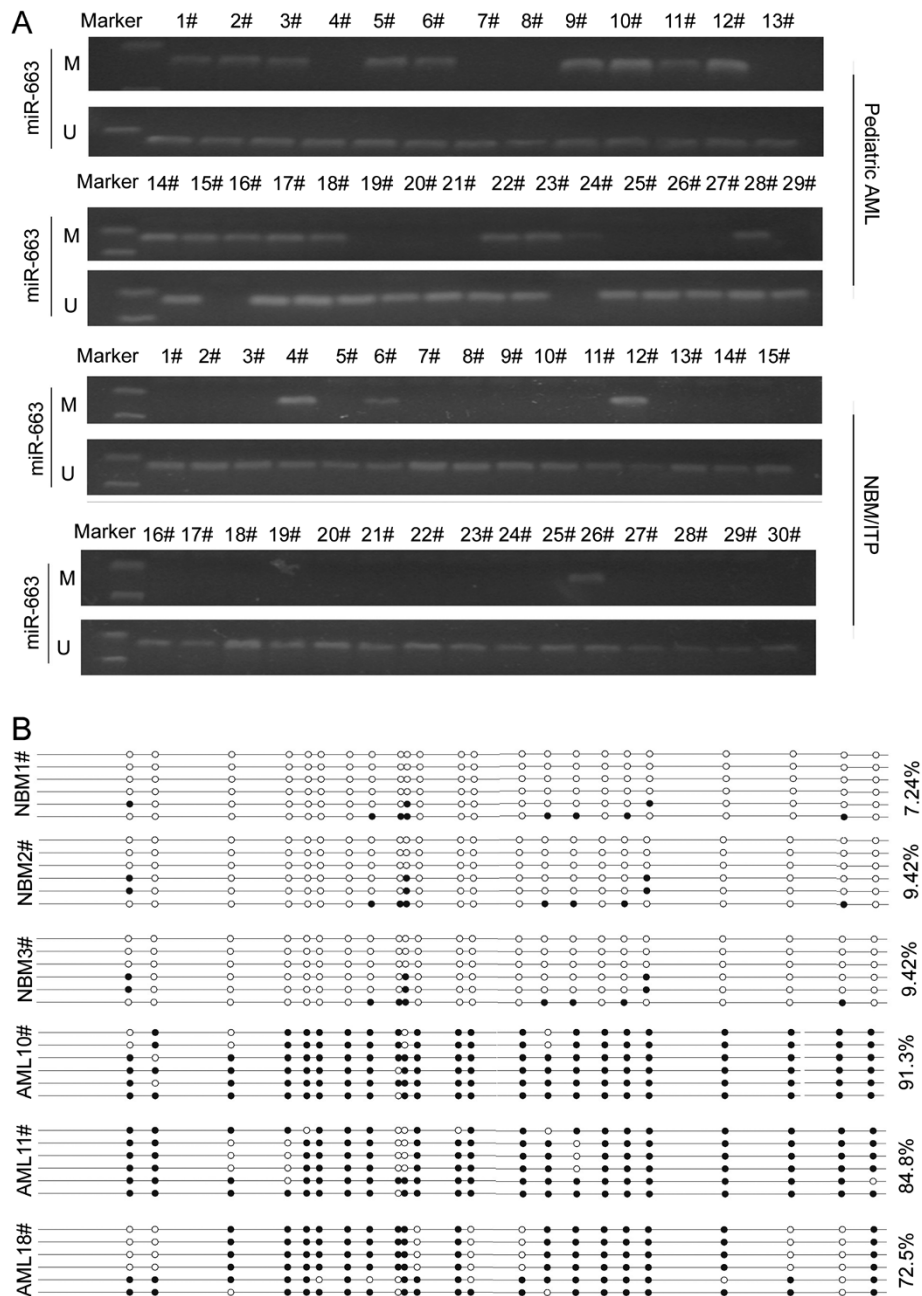 A
1# 2# 3# 4# 5# 6# 7# 8# 9# 10# 11# 12# 13#
Marker
miR-663
M
U
Pediatric AML
Marker 14# 15# 16# 17# 18# 19# 20# 21# 22# 23# 24# 25# 26# 27# 28# 29#
miR-663
M
U
Marker 1# 2# 3# 4# 5# 6# 7# 8# 9# 10# 11# 12# 13# 14# 15#
miR-663
M
U
NBM/ITP
Marker 16# 17# 18# 19# 20# 21# 22# 23# 24# 25# 26# 27# 28# 29# 30#
miR-663
M
U
B
NBM1# 7.24%
NBM2# 9.42%
NBM3# 9.42%
AML10# 91.3%
AML11# 84.8%
AML18# 72.5%